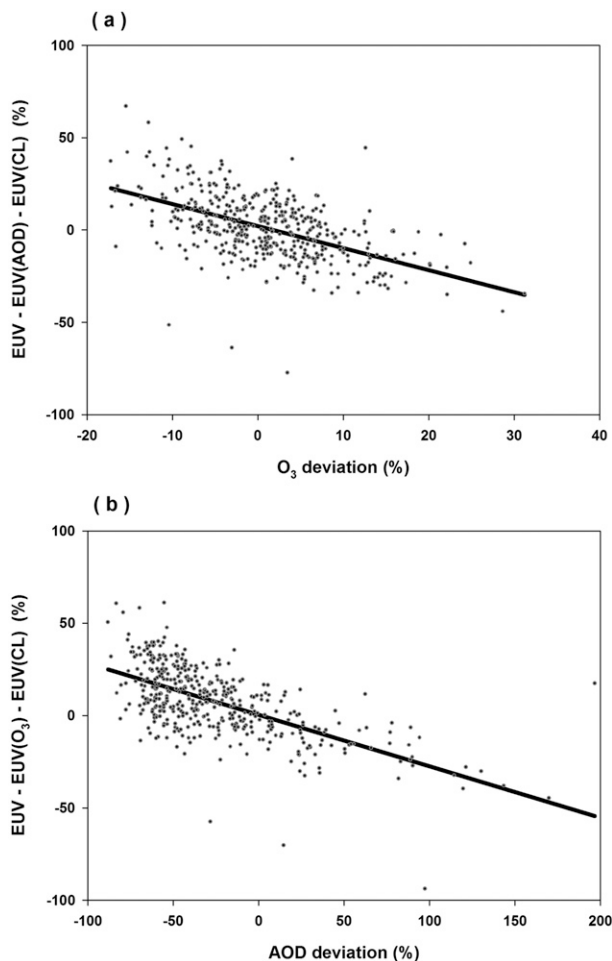 ( a )
100
50
0
-50
-100
EUV - EUV(AOD) - EUV(CL) (%)
-20 -10 0 10 20 30 40
O₃ deviation (%)
( b )
100
50
0
-50
-100
EUV - EUV(O₃) - EUV(CL) (%)
-100 -50 0 50 100 150 200
AOD deviation (%)